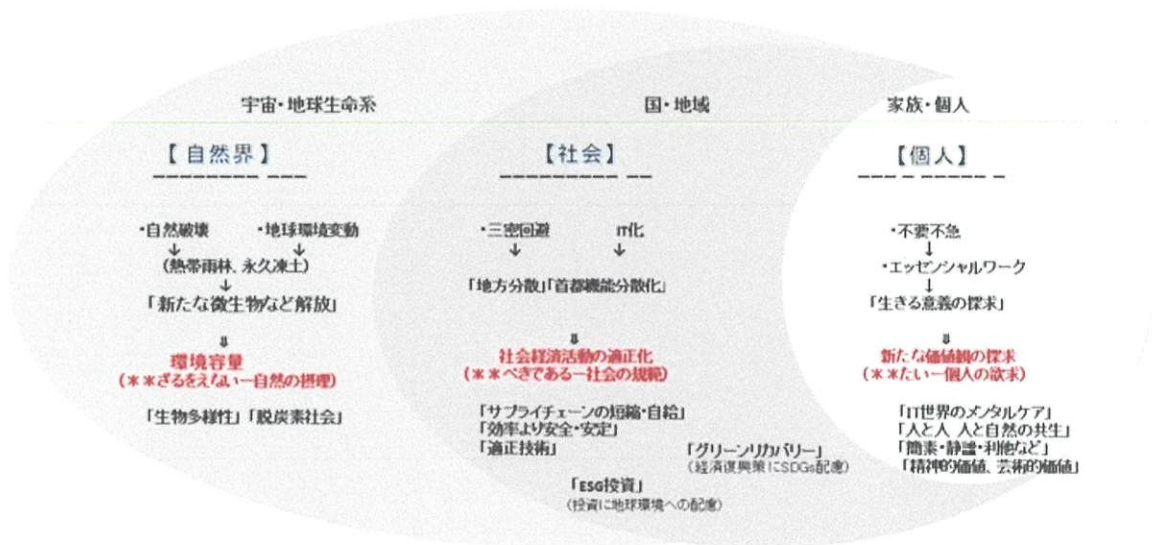 宇宙・地球生命系
国・地域
家族・個人
【自然界】
【社会】
【個人】
・自然破壊 ・地球環境変動
↓ ↓
(熱帯雨林、永久凍土)
↓
「新たな微生物など解放」
⇓
環境容量
(**ざるをえないー自然の摂理)
「生物多様性」「脱炭素社会」
・三密回避 IT化
↓ ↓
「地方分散」「首都機能分散化」
⇓
社会経済活動の適正化
(**べきであるー社会の規範)
「サプライチェーンの短縮・自給」
「効率より安全・安定」
「適正技術」
「グリーンリカバリー」
(経済復興策にSDGs配慮)
「ESG投資」
(投資に地球環境への配慮)
・不要不急
↓
・エッセンシャルワーク
↓
「生きる意義の探求」
⇓
新たな価値観の探求
(**たいー個人の欲求)
「IT世界のメンタルケア」
「人と人 人と自然の共生」
「簡素・静謐・利他など」
「精神的価値、芸術的価値」